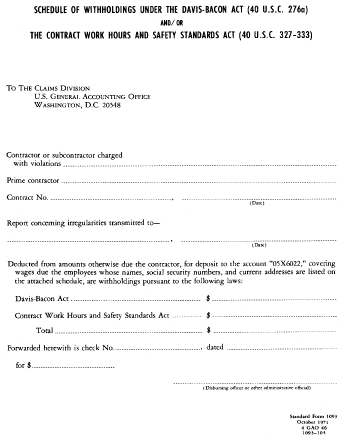 SCHEDULE OF WITHHOLDINGS UNDER THE DAVIS-BACON ACT (40 U.S.C. 276a)
AND/OR
THE CONTRACT WORK HOURS AND SAFETY STANDARDS ACT (40 U.S.C. 327-333)
TO THE CLAIMS DIVISION
U.S. GENERAL ACCOUNTING OFFICE
WASHINGTON, D.C. 20548
Contractor or subcontractor charged
with violations
Prime contractor
Contract No. ,
(Date)
Report concerning irregularities transmitted to—
,
(Date)
Deducted from amounts otherwise due the contractor, for deposit to the account "05X6022," covering
wages due the employees whose names, social security numbers, and current addresses are listed on
the attached schedule, are withholdings pursuant to the following laws:
Davis-Bacon Act $
Contract Work Hours and Safety Standards Act $
Total $
Forwarded herewith is check No. , dated
for $
(Disbursing officer or other administrative official)
Standard Form 1093
October 1971
4 GAO 46
1093-103